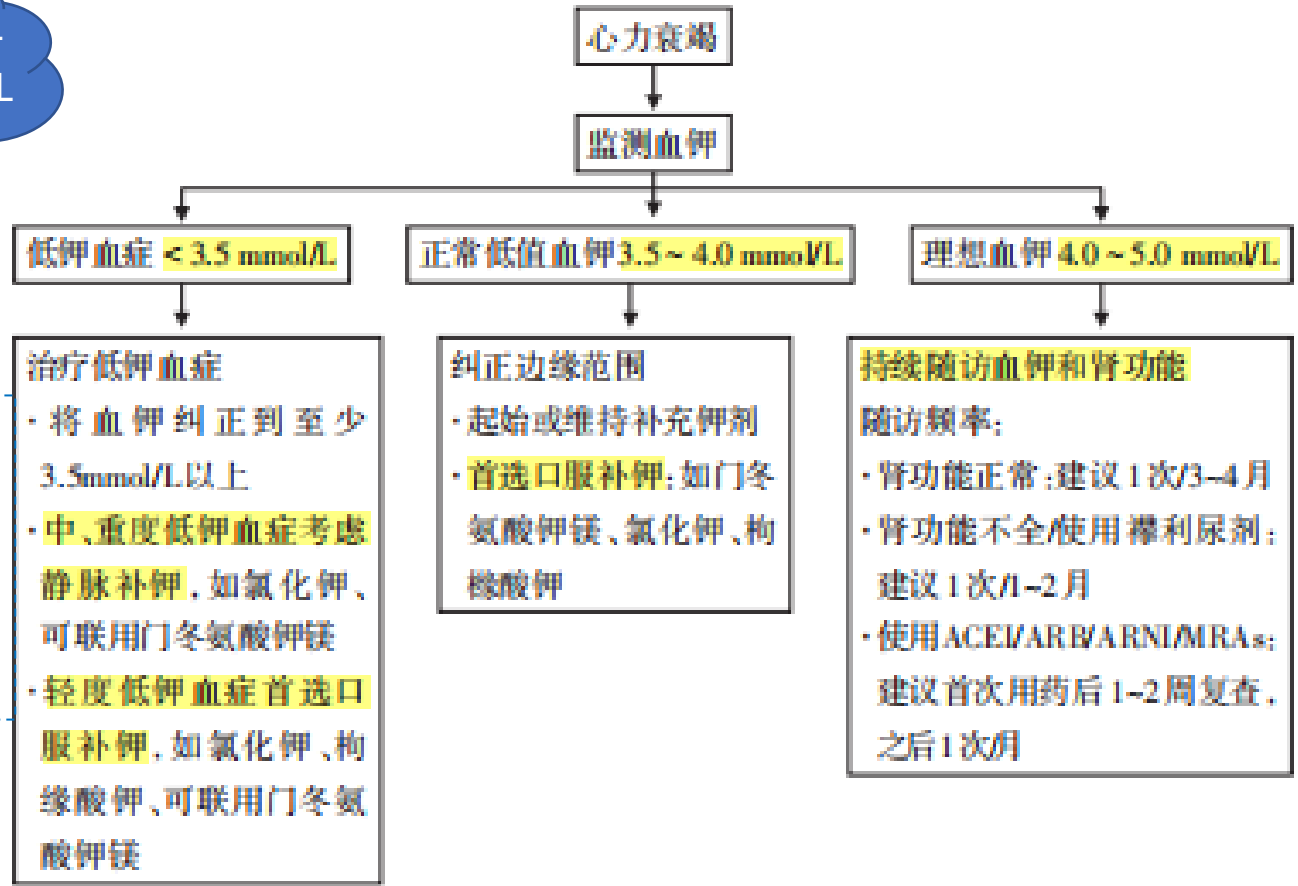 L
心力衰竭
监测血钾
低钾血症 < 3.5 mmol/L
正常低值血钾3.5~ 4.0 mmol/L
理想血钾 4.0 ~ 5.0 mmol/L
治疗低钾血症
·将血钾纠正到至少
3.5mmol/L以上
·中、重度低钾血症考虑
静脉补钾,如氯化钾、
可联用门冬氨酸钾镁
·轻度低钾血症首选口
服补钾,如氯化钾、枸
缘酸钾、可联用门冬氨
酸钾镁
纠正边缘范围
·起始或维持补充钾剂
·首选口服补钾:如门冬
氨酸钾镁、氯化钾、枸
橼酸钾
持续随访血钾和肾功能
随访频率:
·肾功能正常:建议1次/3~4月
·肾功能不全/使用襻利尿剂:
建议1次/1~2月
·使用ACEI/ARB/ARNI/MRAs:
建议首次用药后1~2周复查,
之后1次/月